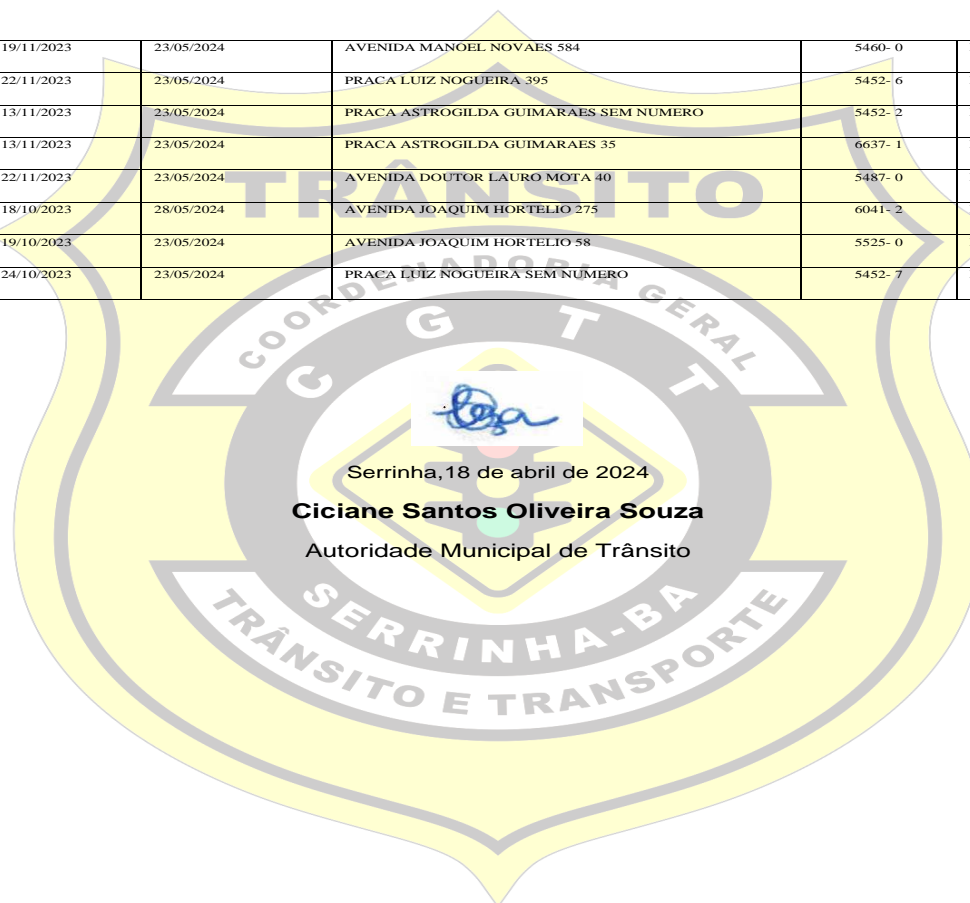 19/11/2023 23/05/2024 AVENIDA MANOEL NOVAES 584 5460- 0
22/11/2023 23/05/2024 PRACA LUIZ NOGUEIRA 395 5452- 6
13/11/2023 23/05/2024 PRACA ASTROGILDA GUIMARAES SEM NUMERO 5452- 2
13/11/2023 23/05/2024 PRACA ASTROGILDA GUIMARAES 35 6637- 1
22/11/2023 23/05/2024 AVENIDA DOUTOR LAURO MOTA 40 5487- 0
18/10/2023 28/05/2024 AVENIDA JOAQUIM HORTELIO 275 6041- 2
19/10/2023 23/05/2024 AVENIDA JOAQUIM HORTELIO 58 5525- 0
24/10/2023 23/05/2024 PRACA LUIZ NOGUEIRA SEM NUMERO 5452- 7
TRÂNSITO
COORDENADORIA GERAL
C G T T
Serrinha,18 de abril de 2024
Ciciane Santos Oliveira Souza
Autoridade Municipal de Trânsito
SERRINHA-BA
TRÂNSITO E TRANSPORTE